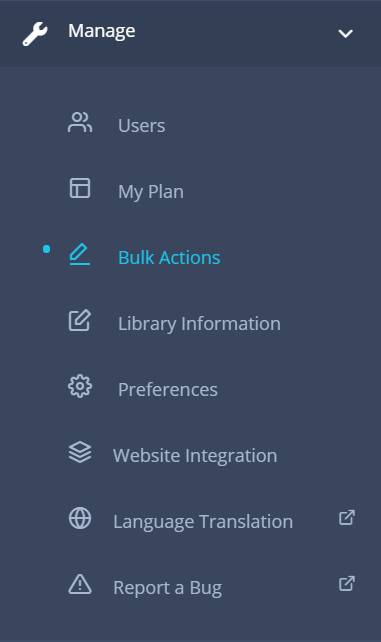 Manage
Users
My Plan
Bulk Actions
Library Information
Preferences
Website Integration
Language Translation
Report a Bug